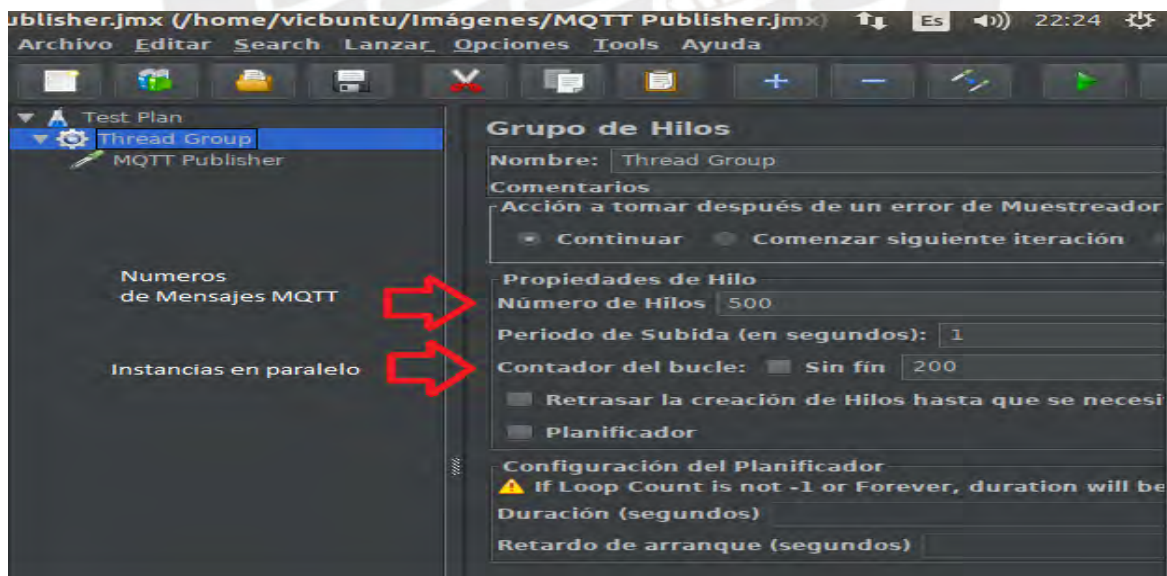 ublisher.jmx (/home/vicbuntu/Imágenes/MQTT Publisher.jmx) Es 22:24
Archivo Editar Search Lanzar Opciones Tools Ayuda
Test Plan
Thread Group
MQTT Publisher
Numeros
de Mensajes MQTT
Instancias en paralelo
Grupo de Hilos
Nombre: Thread Group
Comentarios
Acción a tomar después de un error de Muestreador
Continuar Comenzar siguiente iteración
Propiedades de Hilo
Número de Hilos 500
Periodo de Subida (en segundos): 1
Contador del bucle: Sin fín 200
Retrasar la creación de Hilos hasta que se necesi
Planificador
Configuración del Planificador
If Loop Count is not -1 or Forever, duration will be
Duración (segundos)
Retardo de arranque (segundos)